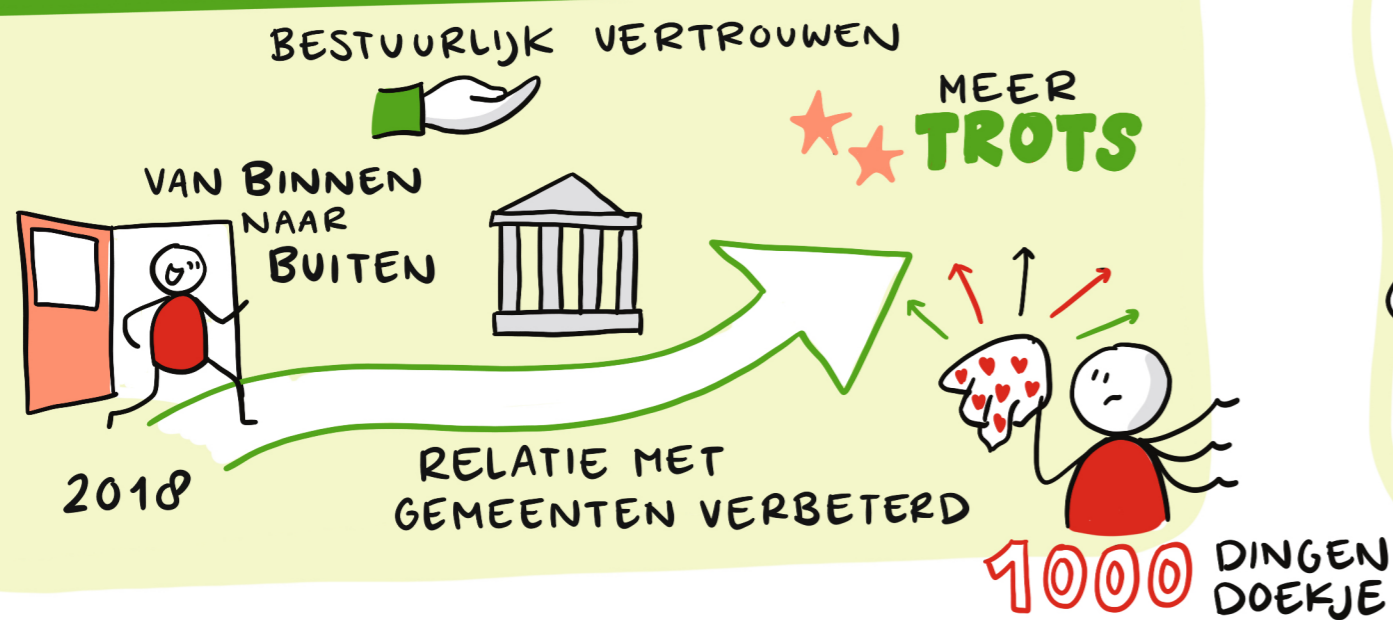 BESTUURLIJK VERTROUWEN
MEER
TROTS
VAN BINNEN
NAAR
BUITEN
2018
RELATIE MET
GEMEENTEN VERBETERD
1000 DINGEN
DOEKJE